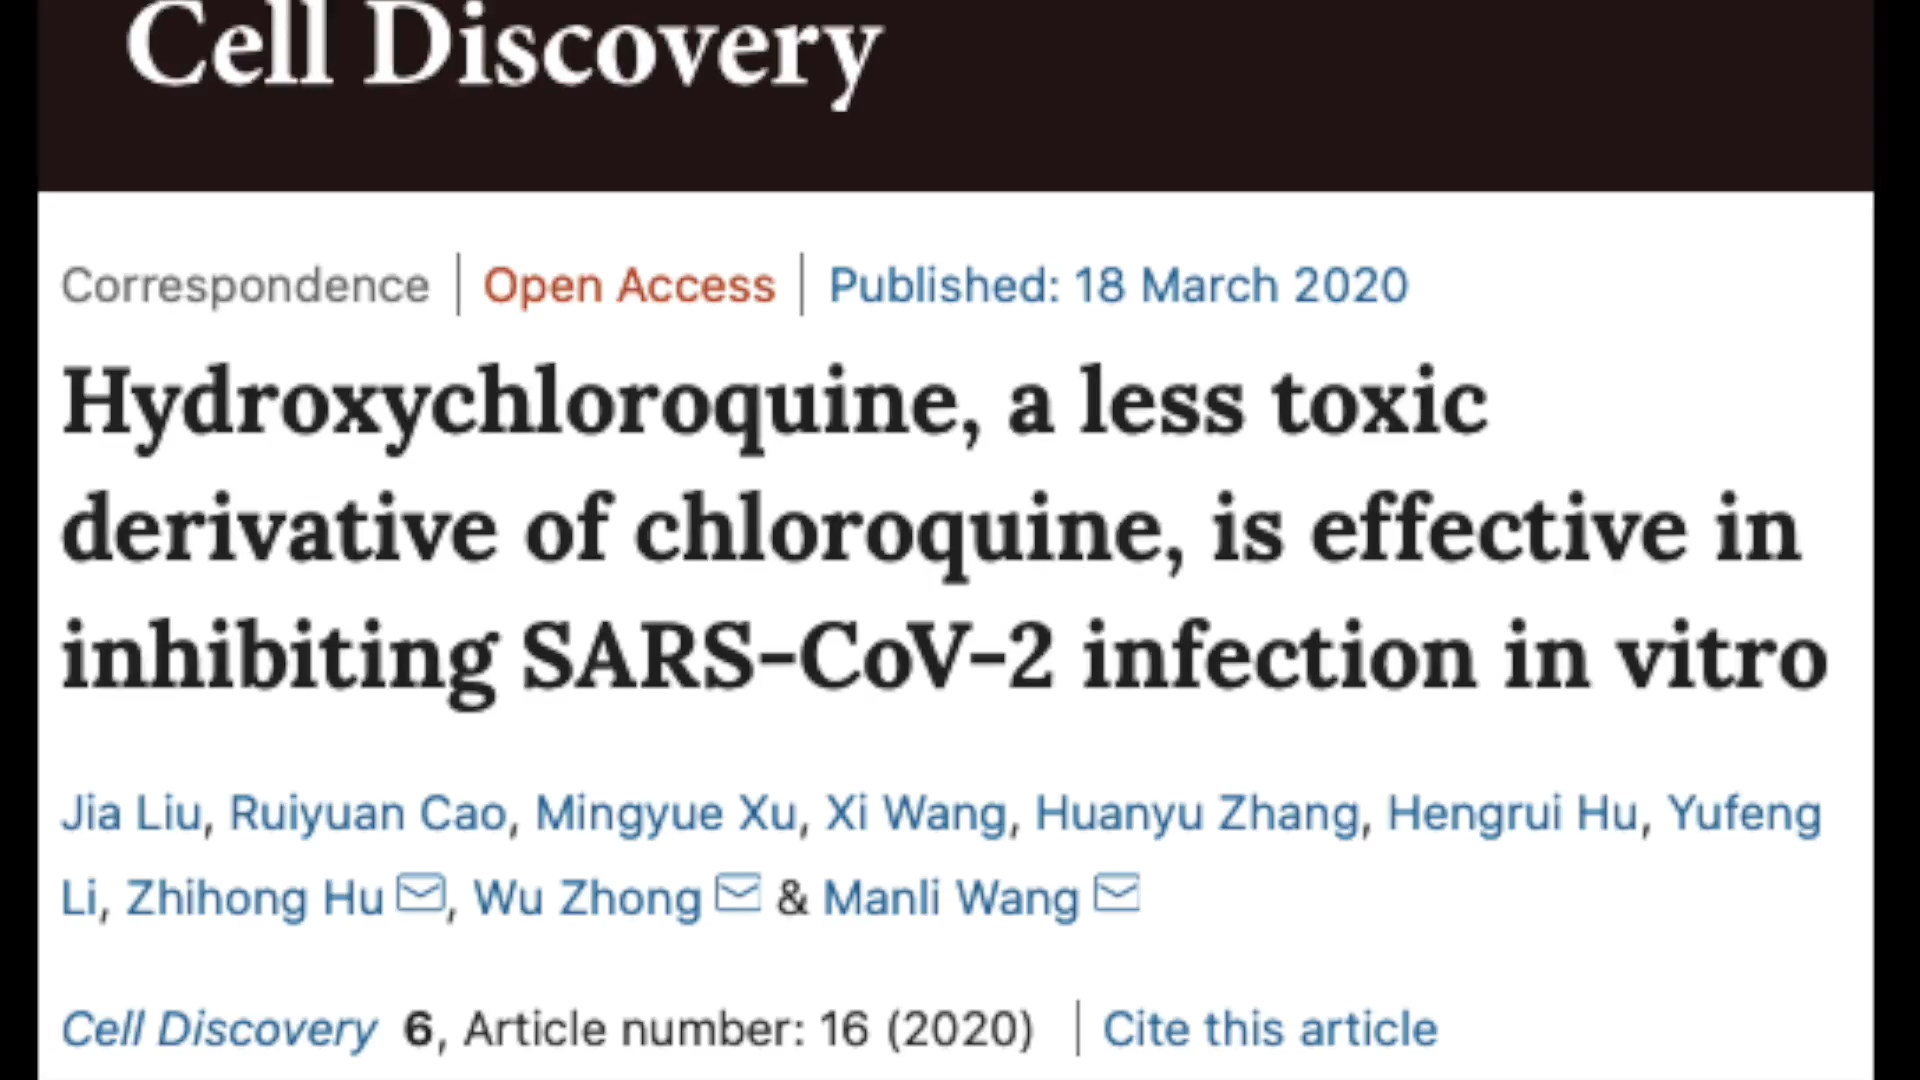 Cell Discovery
Correspondence | Open Access | Published: 18 March 2020
Hydroxychloroquine, a less toxic
derivative of chloroquine, is effective in
inhibiting SARS-CoV-2 infection in vitro
Jia Liu, Ruiyuan Cao, Mingyue Xu, Xi Wang, Huanyu Zhang, Hengrui Hu, Yufeng
Li, Zhihong Hu, Wu Zhong & Manli Wang
Cell Discovery 6, Article number: 16 (2020) | Cite this article